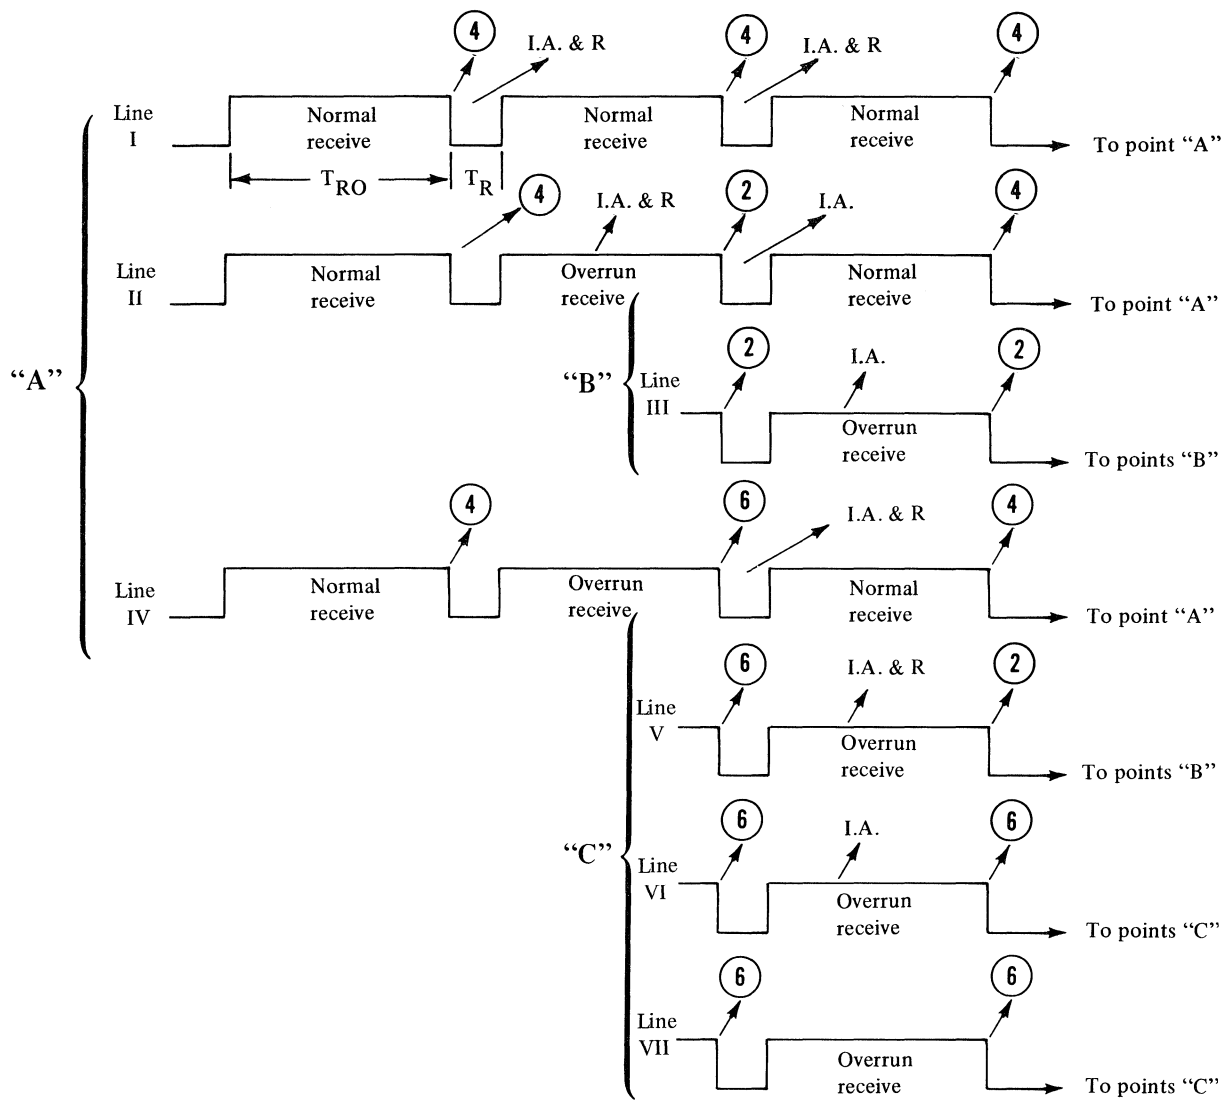 4 I.A. & R 4 I.A. & R 4
Line I Normal receive Normal receive Normal receive To point “A”
T RO T R
4 I.A. & R 2 I.A. 4
Line II Normal receive Overrun receive Normal receive To point “A”
“A”
2 I.A. 2
“B” Line III Overrun receive To points “B”
4 6 I.A. & R 4
Line IV Normal receive Overrun receive Normal receive To point “A”
6 I.A. & R 2
Line V Overrun receive To points “B”
6 I.A. 6
“C” Line VI Overrun receive To points “C”
6 6
Line VII Overrun receive To points “C”